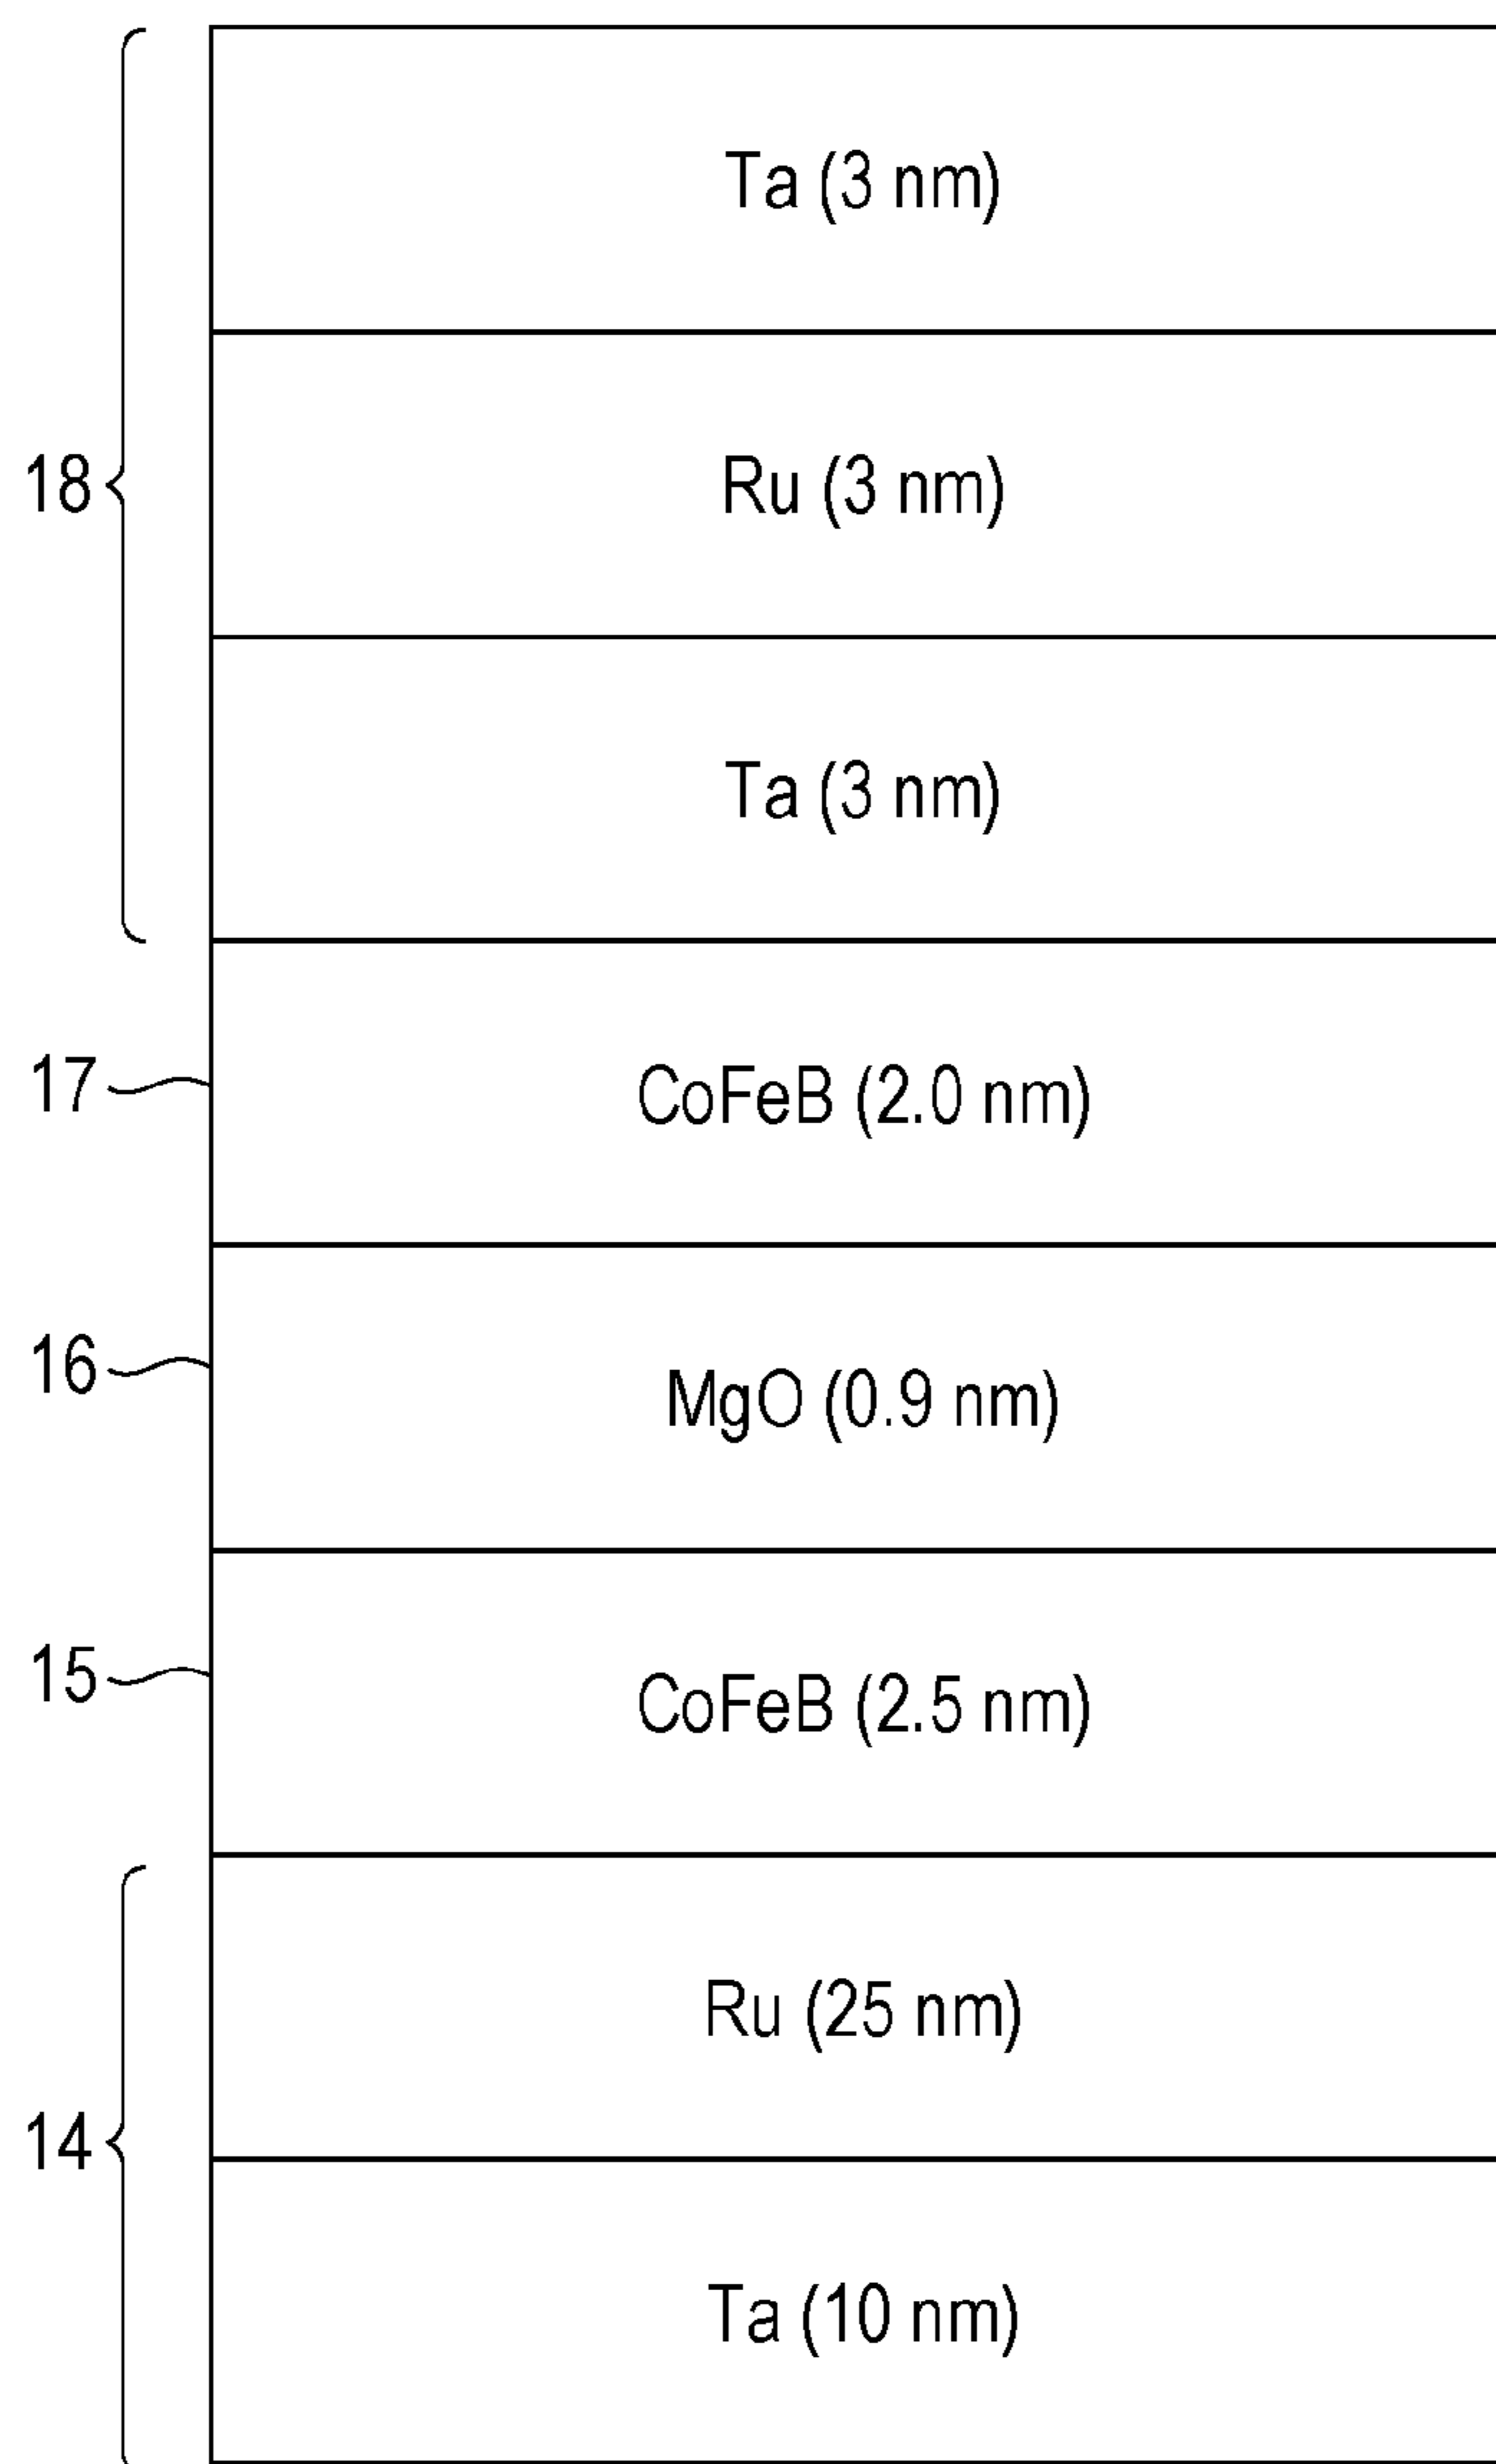 Ta (3 nm)
18
Ru (3 nm)
Ta (3 nm)
17
CoFeB (2.0 nm)
16
MgO (0.9 nm)
15
CoFeB (2.5 nm)
Ru (25 nm)
14
Ta (10 nm)